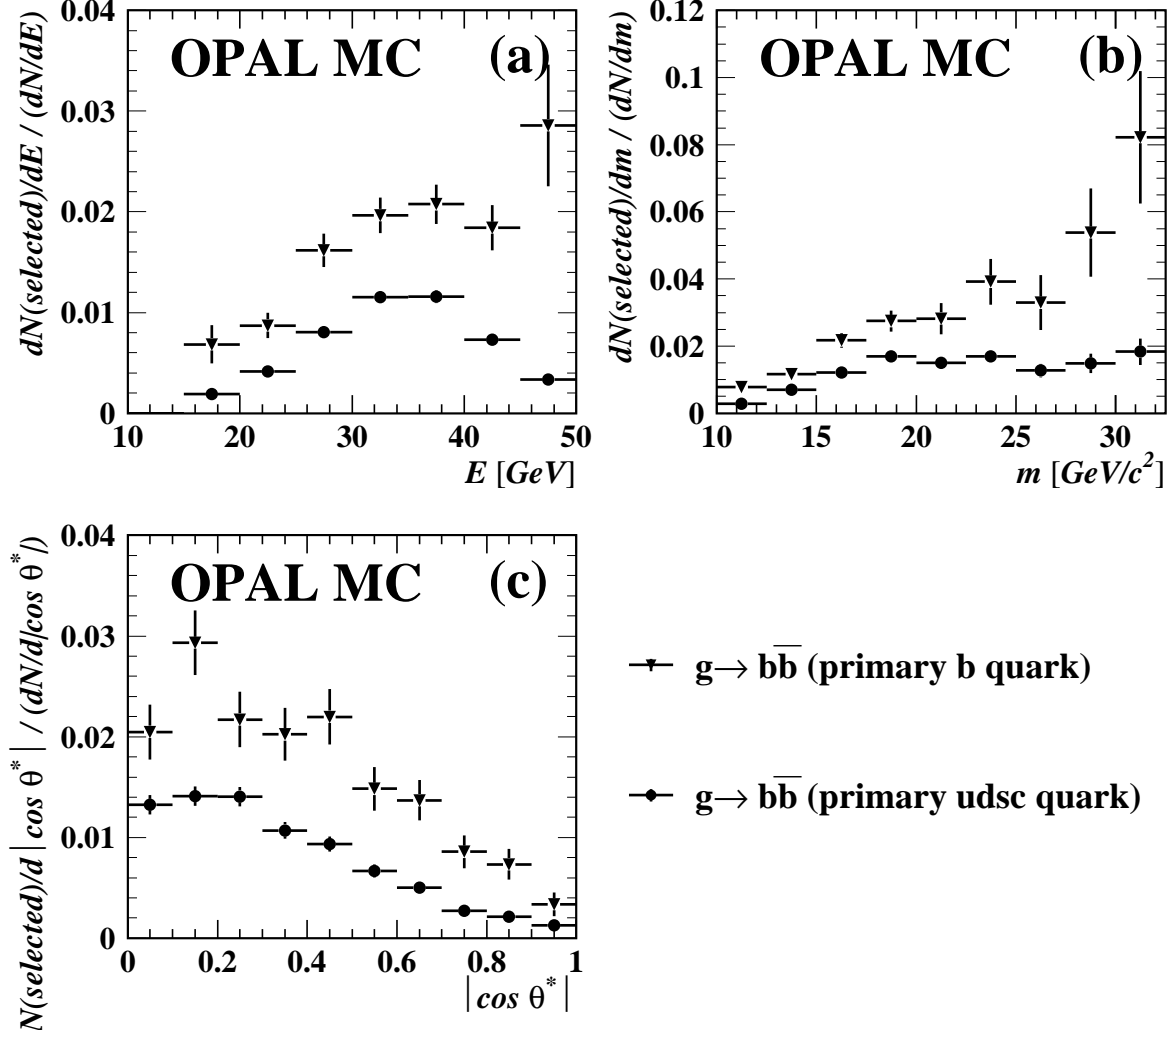 OPAL MC (a)
dN(selected)/dE / (dN/dE)
0.04
0.03
0.02
0.01
0
10 20 30 40 50
E [GeV]
OPAL MC (b)
dN(selected)/dm / (dN/dm)
0.12
0.1
0.08
0.06
0.04
0.02
0
10 15 20 25 30
m [GeV/c²]
OPAL MC (c)
N(selected)/d|cos θ*| / (dN/d|cos θ*|)
0.04
0.03
0.02
0.01
0
0 0.2 0.4 0.6 0.8 1
|cos θ*|
g→ bb̅ (primary b quark)
g→ bb̅ (primary udsc quark)